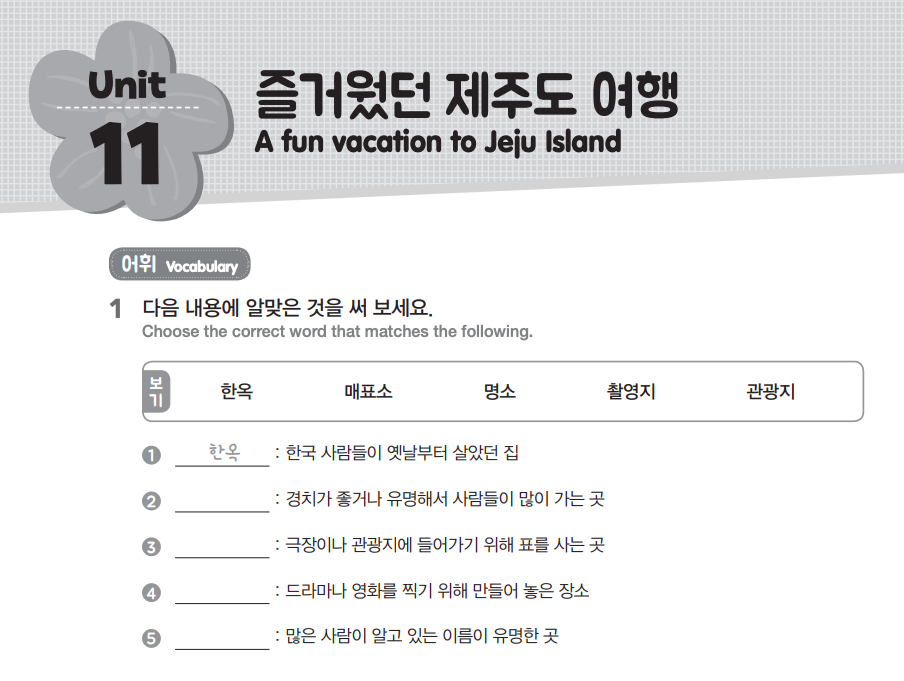 Unit
11
즐거웠던 제주도 여행
A fun vacation to Jeju Island
어휘 Vocabulary
1 다음 내용에 알맞은 것을 써 보세요.
Choose the correct word that matches the following.
보기 한옥 매표소 명소 촬영지 관광지
1 한옥 : 한국 사람들이 옛날부터 살았던 집
2 : 경치가 좋거나 유명해서 사람들이 많이 가는 곳
3 : 극장이나 관광지에 들어가기 위해 표를 사는 곳
4 : 드라마나 영화를 찍기 위해 만들어 놓은 장소
5 : 많은 사람이 알고 있는 이름이 유명한 곳